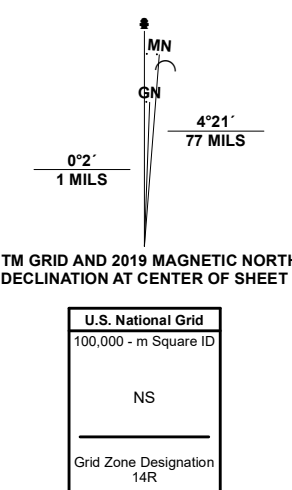 MN
GN
4°21´
77 MILS
0°2´
1 MILS
TM GRID AND 2019 MAGNETIC NORTH
DECLINATION AT CENTER OF SHEET
U.S. National Grid
100,000 - m Square ID
NS
Grid Zone Designation
14R